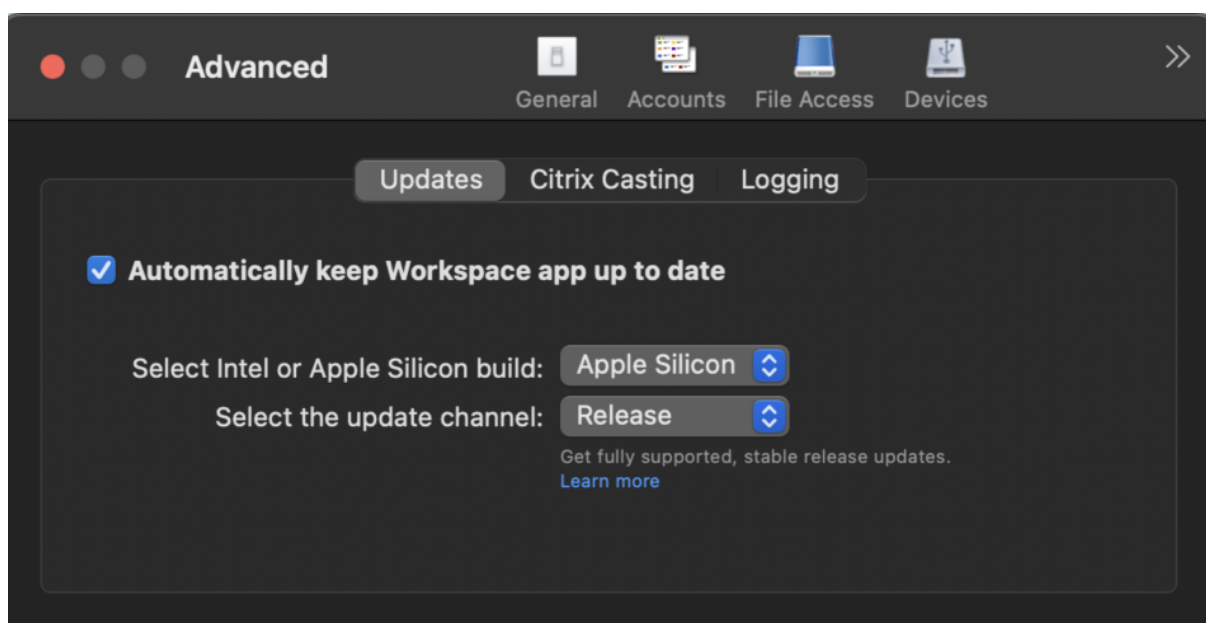 Advanced
General Accounts File Access Devices
Updates Citrix Casting Logging
Automatically keep Workspace app up to date
Select Intel or Apple Silicon build: Apple Silicon
Select the update channel: Release
Get fully supported, stable release updates.
Learn more